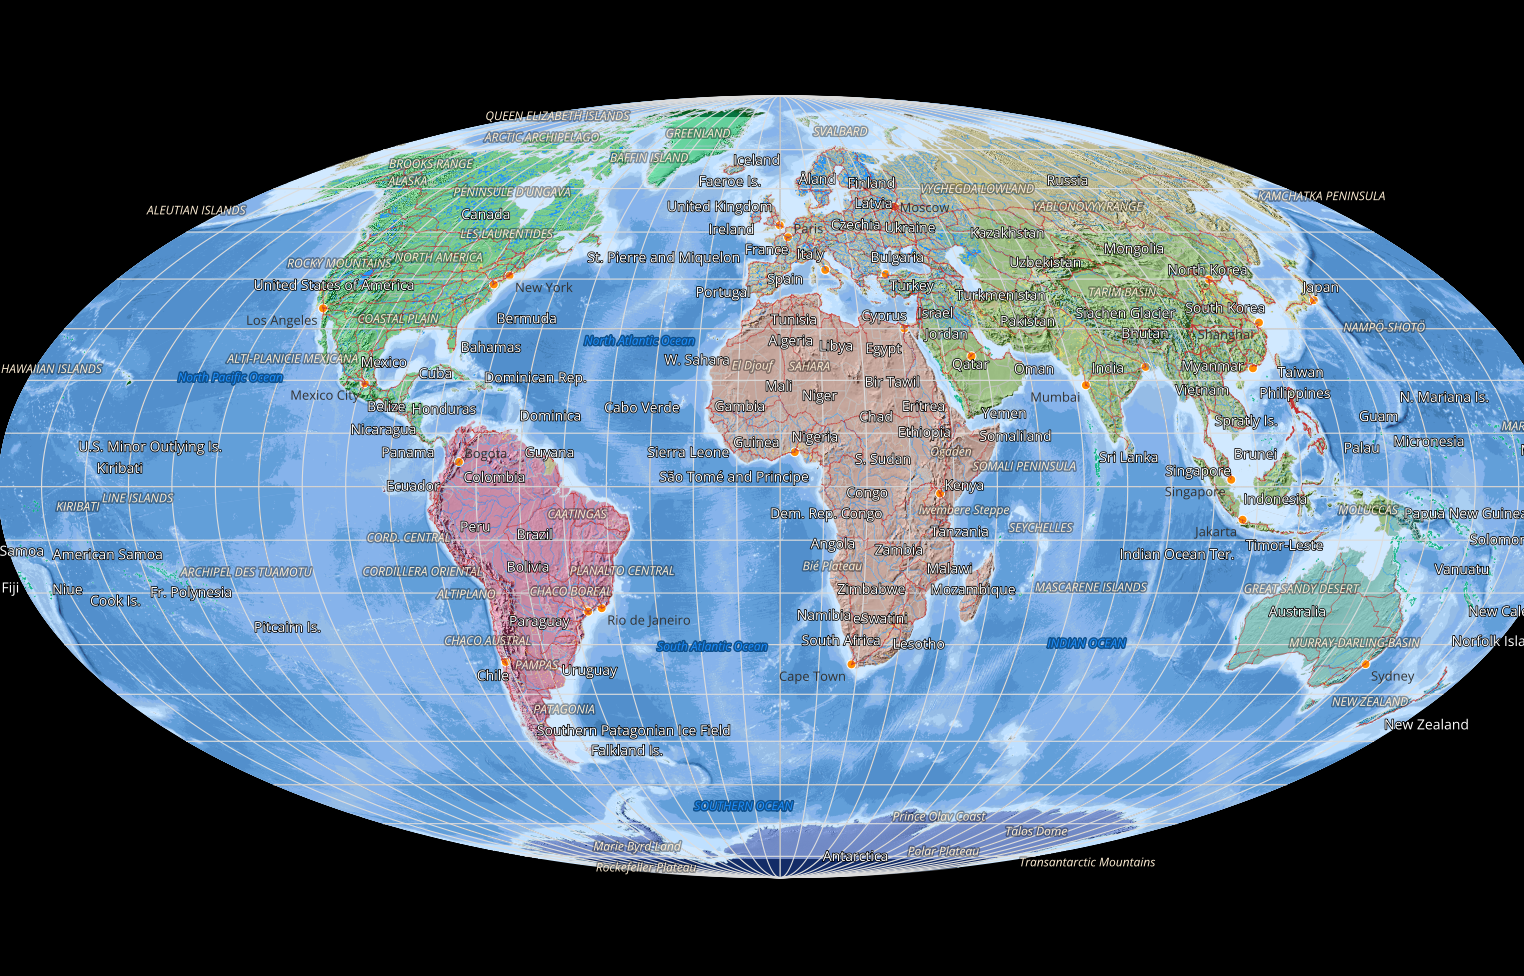 QUEEN ELIZABETH ISLANDS
ARCTIC ARCHIPELAGO
GREENLAND
SVALBARD
BROOKS RANGE
BAFFIN ISLAND
Iceland
ALASKA
Faeroe Is.
Åland
Finland
VYCHEGDA LOWLAND
Russia
PENINSULE D'UNGAVA
KAMCHATKA PENINSULA
ALEUTIAN ISLANDS
Canada
United Kingdom
Latvia
Moscow
YABLONOVYY RANGE
LES LAURENTIDES
Ireland
Paris
Czechia
Ukraine
Kazakhstan
ROCKY MOUNTAINS
NORTH AMERICA
St. Pierre and Miquelon
France
Italy
Bulgaria
Uzbekistan
Mongolia
North Korea
United States of America
New York
Portugal
Spain
Turkey
Turkmenistan
TARIM BASIN
Japan
Los Angeles
COASTAL PLAIN
Bermuda
Tunisia
Cyprus
Israel
Pakistan
Siachen Glacier
South Korea
NAMPŌ-SHOTŌ
North Atlantic Ocean
Algeria
Libya
Egypt
Jordan
Bhutan
Shanghai
ALTI-PLANICIE MEXICANA
Mexico
Bahamas
W. Sahara
El Djouf
SAHARA
Qatar
Oman
India
Myanmar
Taiwan
HAWAIIAN ISLANDS
North Pacific Ocean
Cuba
Dominican Rep.
Mali
Niger
Bir Tawil
Mumbai
Vietnam
Philippines
N. Mariana Is.
Mexico City
Belize
Honduras
Dominica
Cabo Verde
Gambia
Chad
Eritrea
Yemen
Spratly Is.
Guam
Nicaragua
Guinea
Nigeria
Ethiopia
Somaliland
MAR
U.S. Minor Outlying Is.
Panama
Bogota
Guyana
Sierra Leone
S. Sudan
Ogaden
SOMALI PENINSULA
Sri Lanka
Brunei
Palau
Micronesia
Kiribati
Ecuador
Colombia
São Tomé and Principe
Congo
Kenya
Singapore
Singapore
Indonesia
KIRIBATI
LINE ISLANDS
CAATINGAS
Dem. Rep. Congo
Iwembere Steppe
MOLUCCAS
Papua New Guinea
Peru
Brazil
CORD. CENTRAL
Tanzania
SEYCHELLES
Jakarta
Samoa
American Samoa
Angola
Zambia
Indian Ocean Ter.
Timor-Leste
Solomon
ARCHIPEL DES TUAMOTU
CORDILLERA ORIENTAL
Bolivia
PLANALTO CENTRAL
Bié Plateau
Malawi
Vanuatu
Fiji
Niue
Cook Is.
Fr. Polynesia
ALTIPLANO
CHACO BOREAL
Zimbabwe
Mozambique
MASCARENE ISLANDS
GREAT SANDY DESERT
Pitcairn Is.
Paraguay
Rio de Janeiro
Namibia
eSwatini
Australia
New Cal
CHACO AUSTRAL
South Atlantic Ocean
South Africa
Lesotho
INDIAN OCEAN
MURRAY-DARLING BASIN
Norfolk Isla
Chile
PAMPAS
Uruguay
Cape Town
Sydney
PATAGONIA
NEW ZEALAND
Southern Patagonian Ice Field
New Zealand
Falkland Is.
SOUTHERN OCEAN
Prince Olav Coast
Talos Dome
Marie Byrd Land
Antarctica
Polar Plateau
Rockefeller Plateau
Transantarctic Mountains